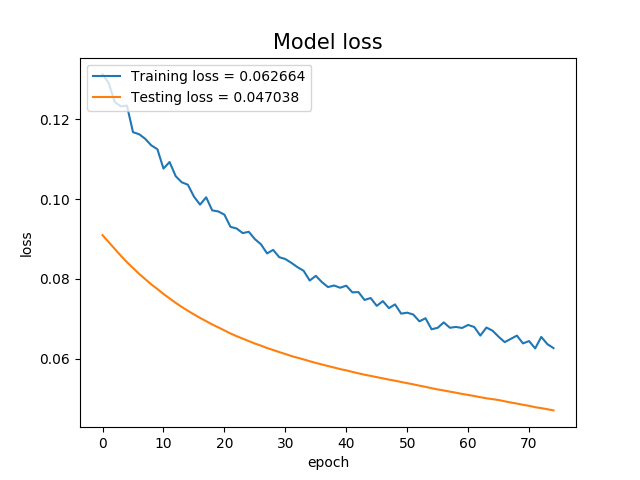 Model loss
Training loss = 0.062664
Testing loss = 0.047038
0.12
0.10
0.08
0.06
loss
0 10 20 30 40 50 60 70
epoch